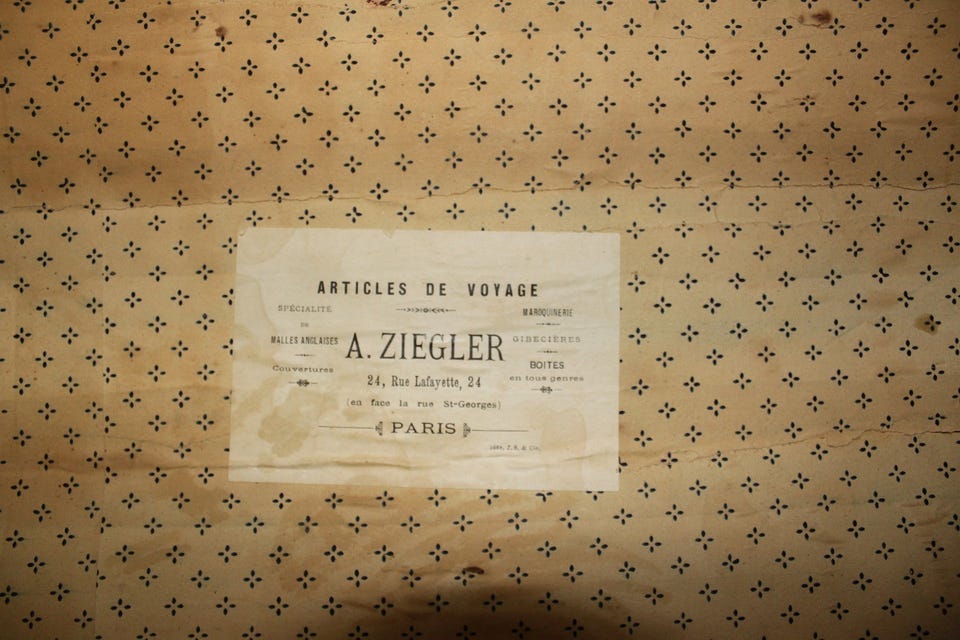 ARTICLES DE VOYAGE
SPÉCIALITÉ
DE
MALLES ANGLAISES
Couvertures
A. ZIEGLER
24, Rue Lafayette, 24
(en face la rue St-Georges)
PARIS
MAROQUINERIE
GIBECIÈRES
BOITES
en tous genres
& Cie.